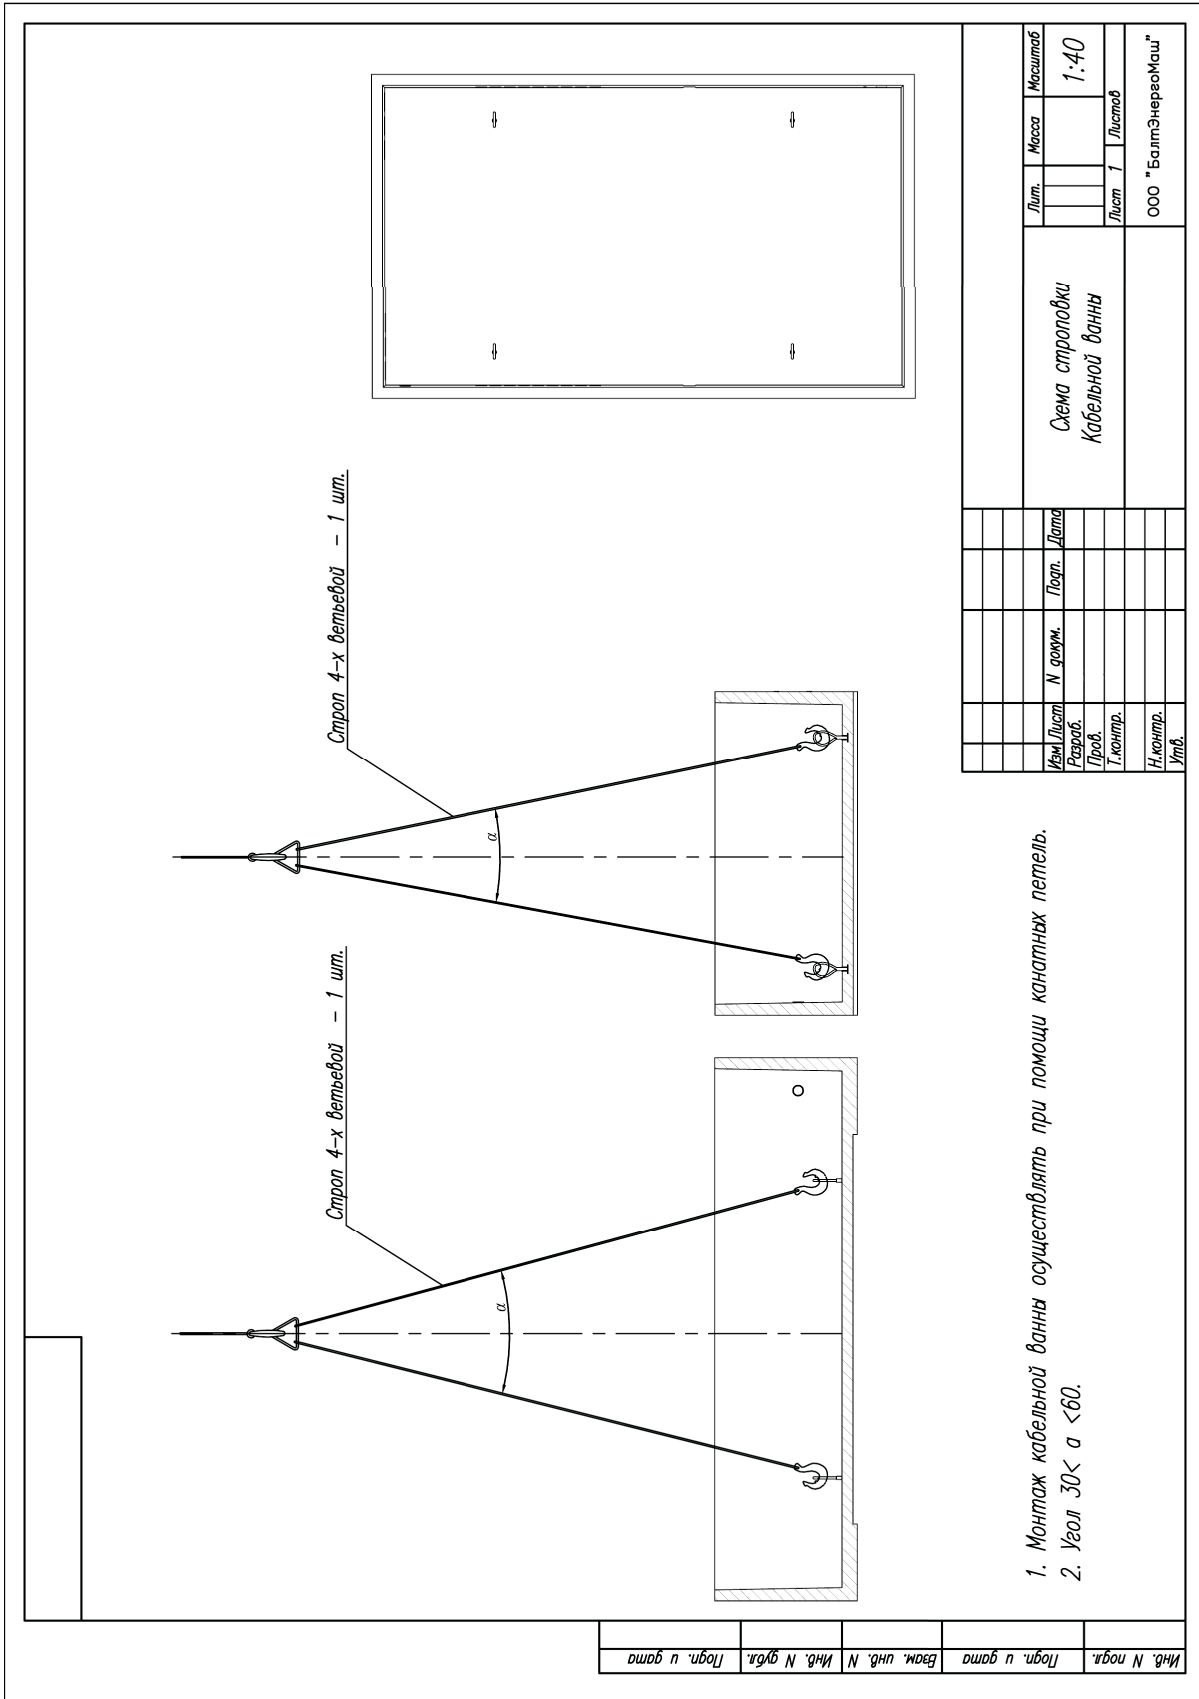 Строп 4-х ветьевой - 1 шт.
Строп 4-х ветьевой - 1 шт.
α
α
1. Монтаж кабельной ванны осуществлять при помощи канатных петель.
2. Угол 30< а <60.
Изм Лист N докум. Подп. Дата
Разраб.
Пров.
Т.контр.
Н.контр.
Утв.
Схема строповки
Кабельной ванны
Лит. Масса Масштаб
1:40
Лист 1 Листов
ООО "БалтЭнергоМаш"
Подп. и дата
Инв. N дубл.
Взам. инв. N
Подп. и дата
Инв. N подл.